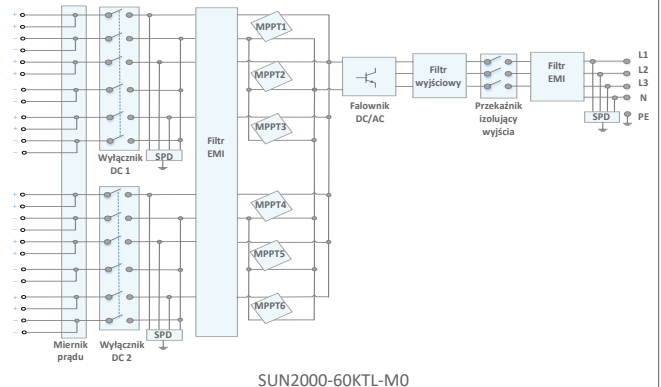 MPPT1
L1
MPPT2
Filtr
wyjściowy
Filtr
EMI
L2
L3
N
Falownik
DC/AC
Przekaźnik
izolujący
wyjścia
SPD
PE
MPPT3
Filtr
EMI
Wyłącznik
DC 1
SPD
MPPT4
MPPT5
MPPT6
SPD
Miernik
prądu
Wyłącznik
DC 2
SUN2000-60KTL-M0